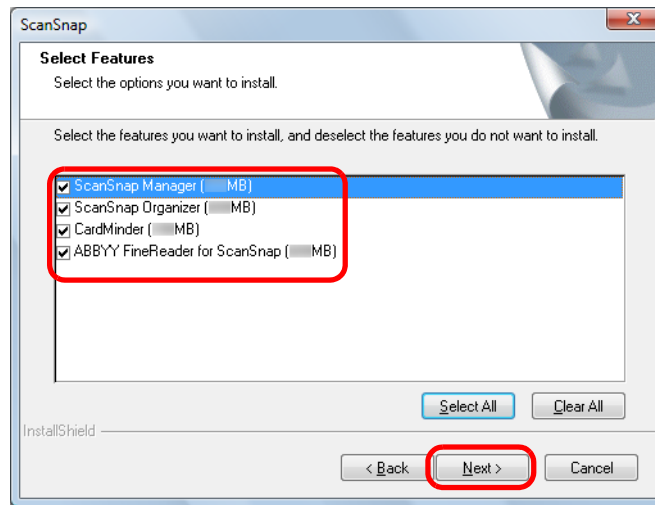 ScanSnap
Select Features
Select the options you want to install.
Select the features you want to install, and deselect the features you do not want to install.
ScanSnap Manager ( MB)
ScanSnap Organizer ( MB)
CardMinder ( MB)
ABBYY FineReader for ScanSnap ( MB)
Select All Clear All
InstallShield
< Back Next > Cancel